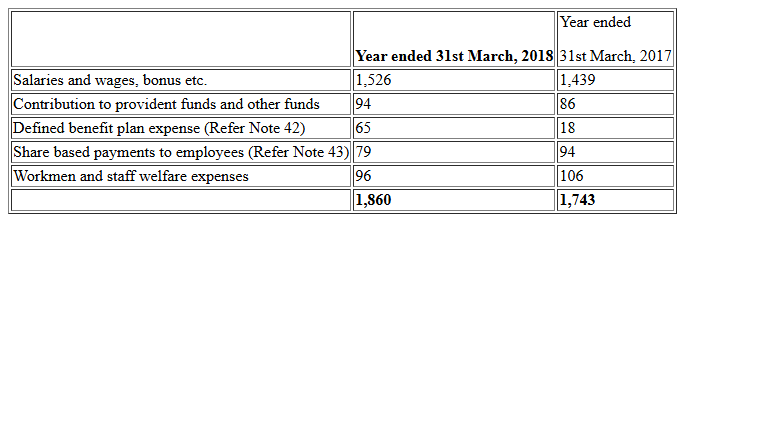 Year ended
Year ended 31st March, 2018 31st March, 2017
Salaries and wages, bonus etc. 1,526 1,439
Contribution to provident funds and other funds 94 86
Defined benefit plan expense (Refer Note 42) 65 18
Share based payments to employees (Refer Note 43) 79 94
Workmen and staff welfare expenses 96 106
1,860 1,743